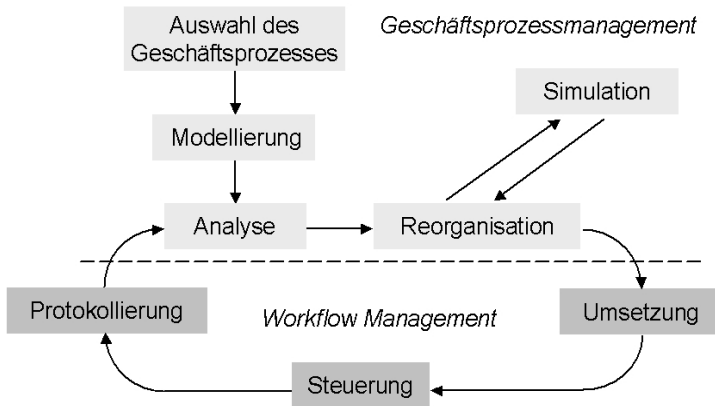 Auswahl des
Geschäftsprozesses
Geschäftsprozessmanagement
Simulation
Modellierung
Analyse
Reorganisation
Protokollierung
Workflow Management
Umsetzung
Steuerung